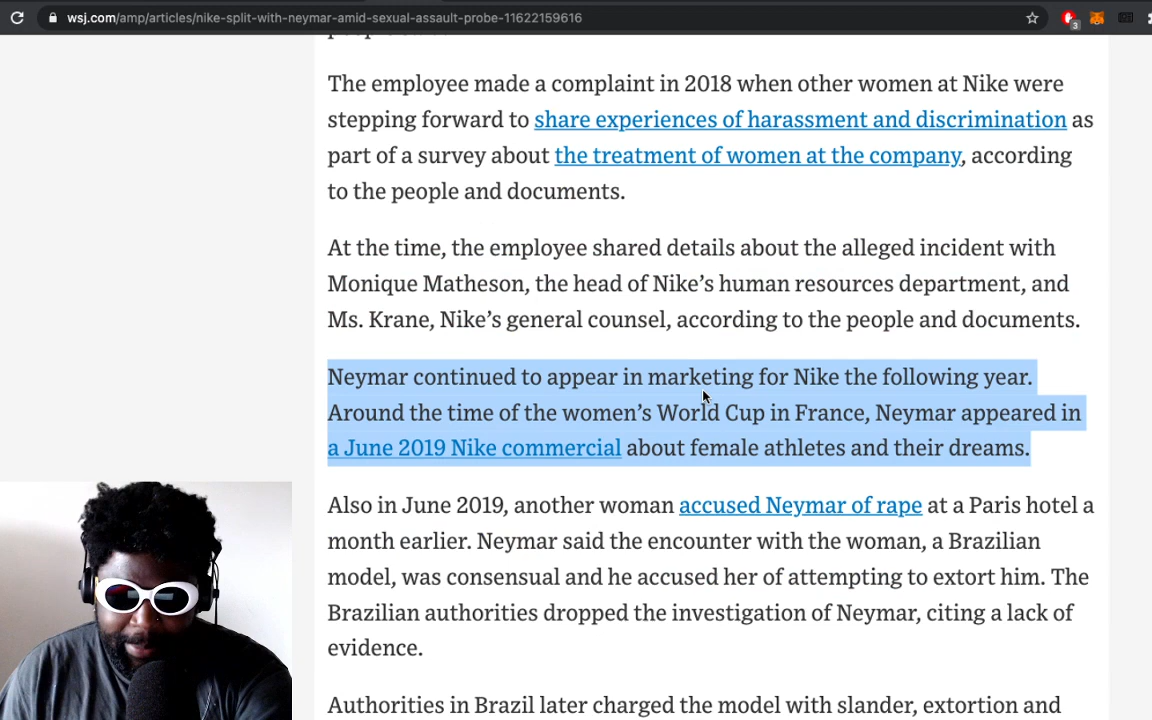 wsj.com/amp/articles/nike-split-with-neymar-amid-sexual-assault-probe-11622159616
3
The employee made a complaint in 2018 when other women at Nike were
stepping forward to share experiences of harassment and discrimination as
part of a survey about the treatment of women at the company, according
to the people and documents.
At the time, the employee shared details about the alleged incident with
Monique Matheson, the head of Nike’s human resources department, and
Ms. Krane, Nike’s general counsel, according to the people and documents.
Neymar continued to appear in marketing for Nike the following year.
Around the time of the women’s World Cup in France, Neymar appeared in
a June 2019 Nike commercial about female athletes and their dreams.
Also in June 2019, another woman accused Neymar of rape at a Paris hotel a
month earlier. Neymar said the encounter with the woman, a Brazilian
model, was consensual and he accused her of attempting to extort him. The
Brazilian authorities dropped the investigation of Neymar, citing a lack of
evidence.
Authorities in Brazil later charged the model with slander, extortion and